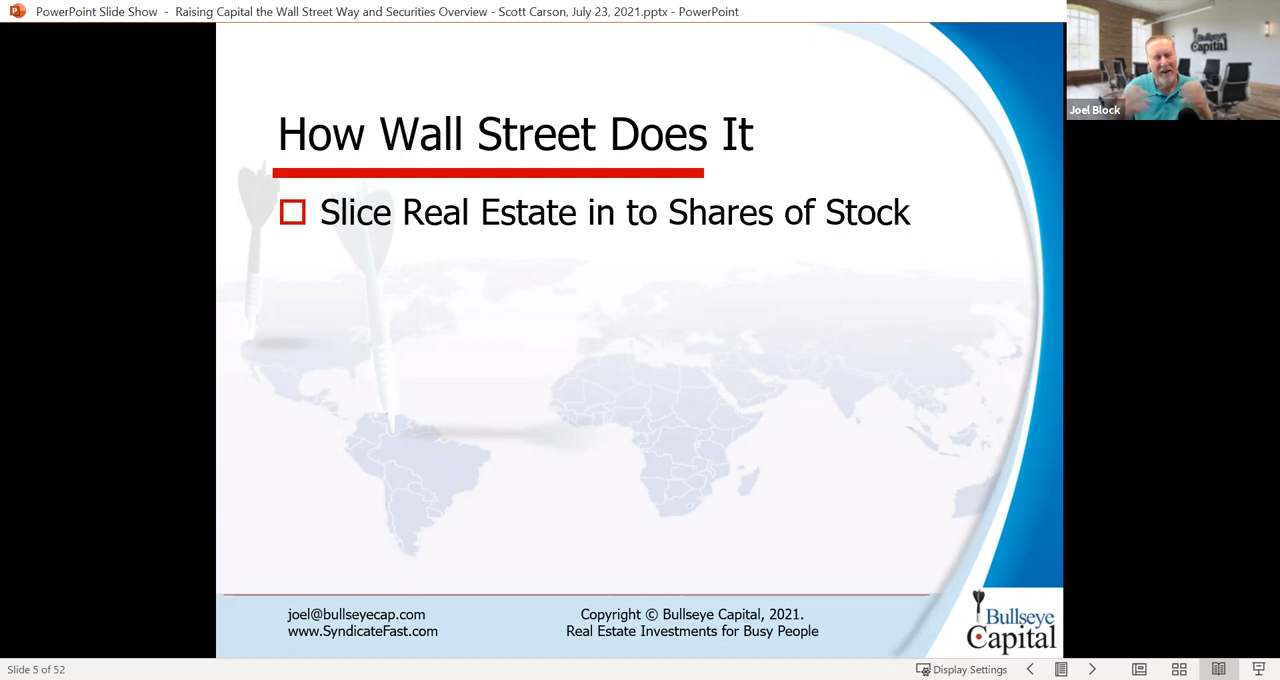 PowerPoint Slide Show - Raising Capital the Wall Street Way and Securities Overview - Scott Carson, July 23, 2021.pptx - PowerPoint
Bullseye
Capital
Joel Block
How Wall Street Does It
Slice Real Estate in to Shares of Stock
joel@bullseyecap.com
www.SyndicateFast.com
Copyright © Bullseye Capital, 2021.
Real Estate Investments for Busy People
Bullseye
Capital
Slide 5 of 52
Display Settings